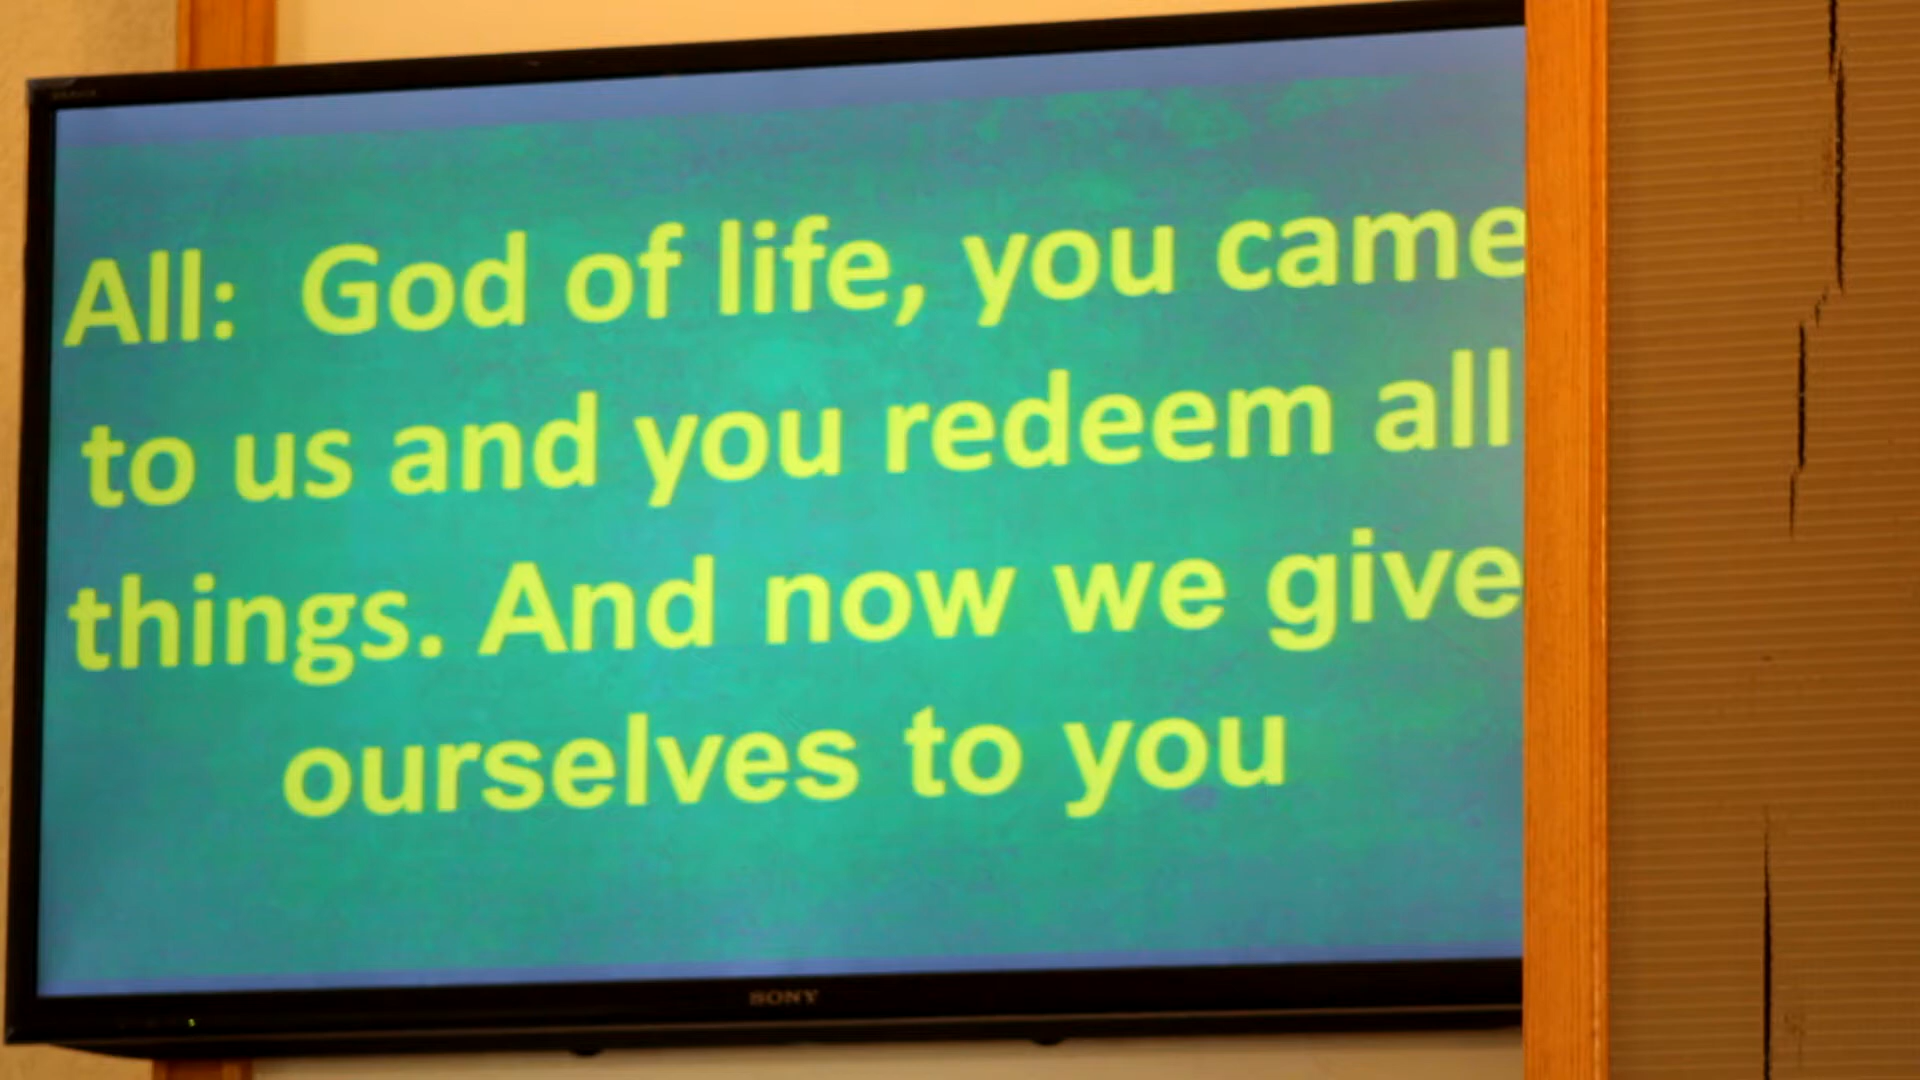 All: God of life, you came
to us and you redeem all
things. And now we give
ourselves to you
SONY